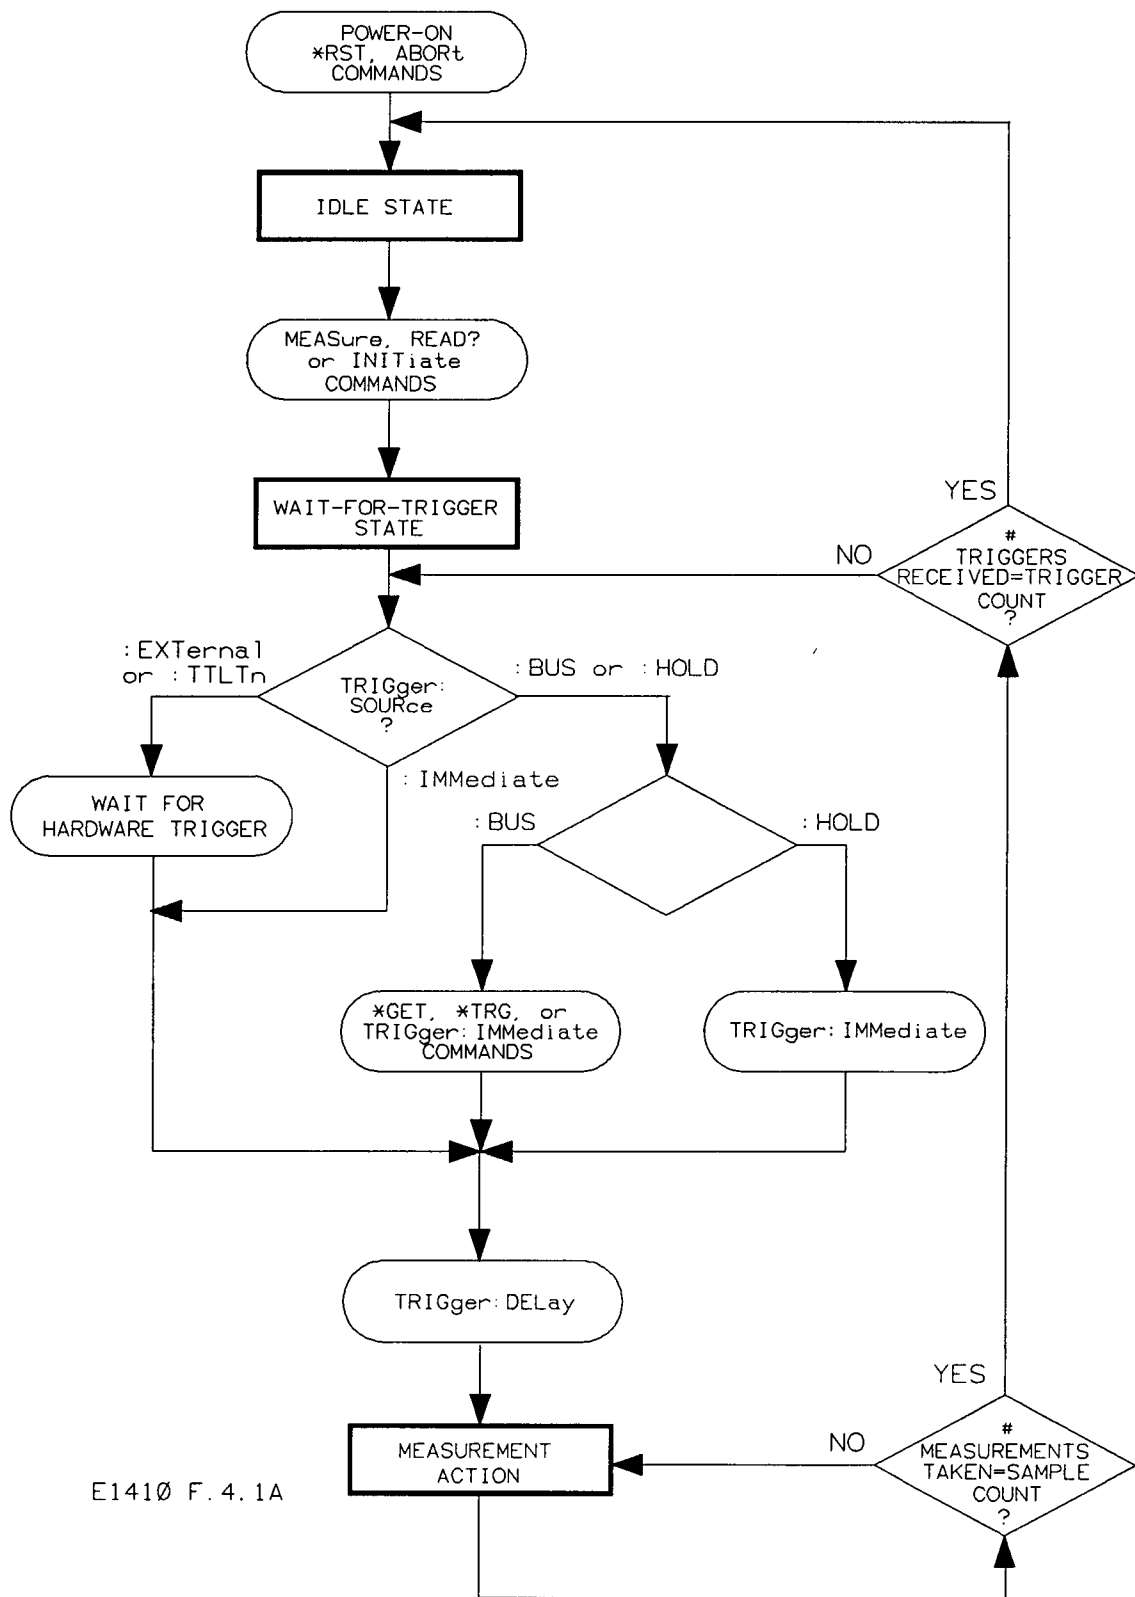 POWER-ON
*RST, ABORt
COMMANDS
IDLE STATE
MEASure, READ?
or INITiate
COMMANDS
WAIT-FOR-TRIGGER
STATE
YES
NO
#
TRIGGERS
RECEIVED=TRIGGER
COUNT
?
:EXTernal
or :TTLTn
TRIGger:
SOURce
?
:BUS or :HOLD
:IMMediate
WAIT FOR
HARDWARE TRIGGER
:BUS
:HOLD
*GET, *TRG, or
TRIGger:IMMediate
COMMANDS
TRIGger:IMMediate
TRIGger:DELay
YES
NO
#
MEASUREMENTS
TAKEN=SAMPLE
COUNT
?
MEASUREMENT
ACTION
E141Ø F.4.1A